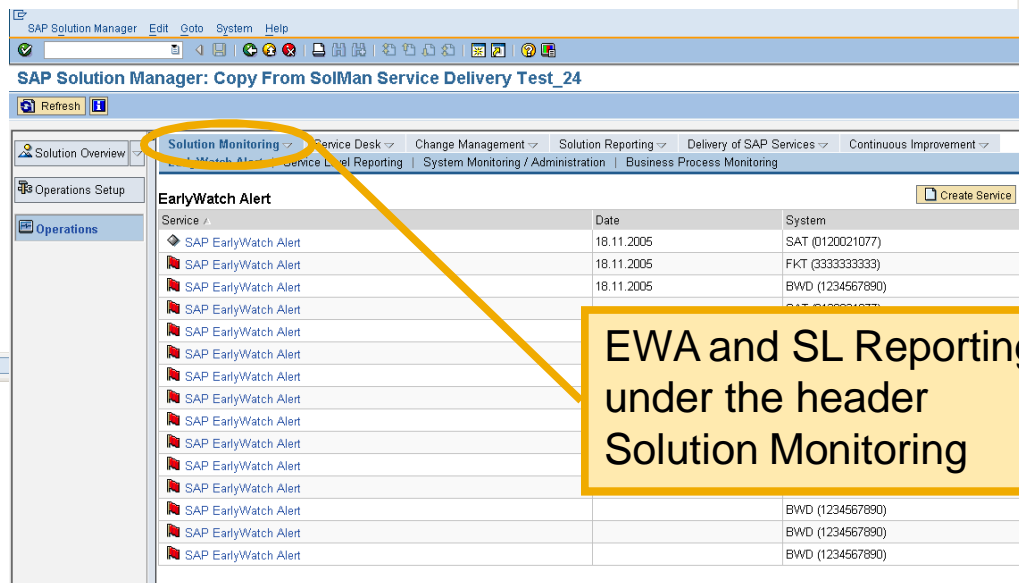 SAP Solution Manager Edit Goto System Help
SAP Solution Manager: Copy From SolMan Service Delivery Test_24
Refresh
Solution Overview
Operations Setup
Operations
Solution Monitoring Service Desk Change Management Solution Reporting Delivery of SAP Services Continuous Improvement
EarlyWatch Alert | Service Level Reporting | System Monitoring / Administration | Business Process Monitoring
EarlyWatch Alert Create Service
Service Date System
SAP EarlyWatch Alert 18.11.2005 SAT (0120021077)
SAP EarlyWatch Alert 18.11.2005 FKT (3333333333)
SAP EarlyWatch Alert 18.11.2005 BWD (1234567890)
SAP EarlyWatch Alert SAT (0120021077)
SAP EarlyWatch Alert
SAP EarlyWatch Alert
SAP EarlyWatch Alert
SAP EarlyWatch Alert
SAP EarlyWatch Alert
SAP EarlyWatch Alert
SAP EarlyWatch Alert
SAP EarlyWatch Alert
SAP EarlyWatch Alert BWD (1234567890)
SAP EarlyWatch Alert BWD (1234567890)
SAP EarlyWatch Alert BWD (1234567890)
EWA and SL Reporting
under the header
Solution Monitoring